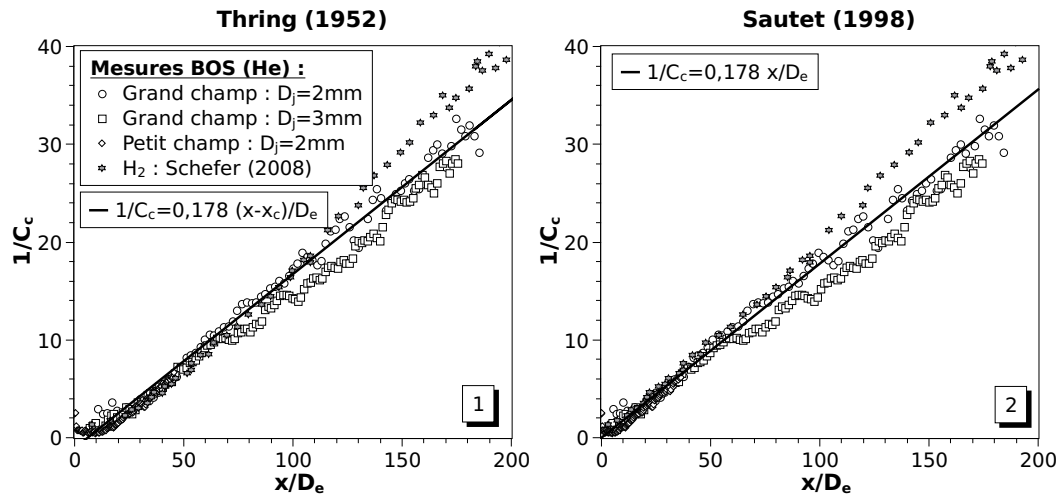 Thring (1952)
40
30
20
10
0
1/Cc
Mesures BOS (He) :
Grand champ : Dj=2mm
Grand champ : Dj=3mm
Petit champ : Dj=2mm
H2 : Schefer (2008)
1/Cc=0,178 (x-xc)/De
1
0
50
100
150
200
x/De
Sautet (1998)
40
30
20
10
0
1/Cc
1/Cc=0,178 x/De
2
0
50
100
150
200
x/De